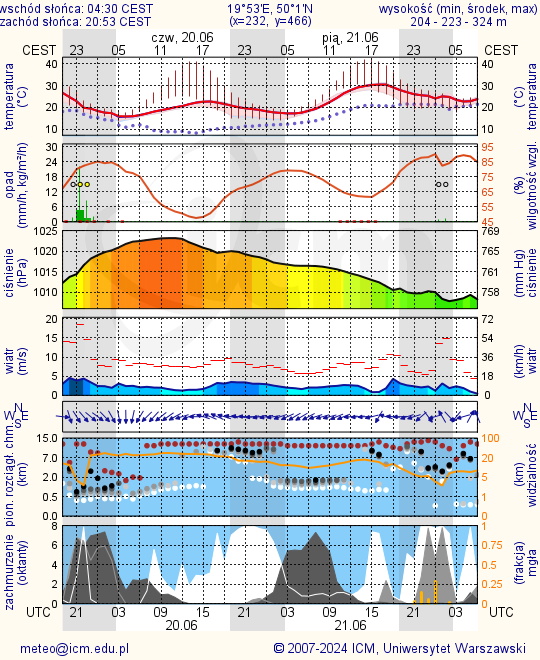 wschód słońca: 04:30 CEST 19°53'E, 50°1'N wysokość (min, środek, max)
zachód słońca: 20:53 CEST (x=232, y=466) 204 - 223 - 324 m
czw, 20.06 pią, 21.06
CEST 23 05 11 17 23 05 11 17 23 05 CEST
temperatura (°C)
40 40
30 30
20 20
10 10
temperatura (°C)
opad (mm/h, kg/m²/h)
30 95
24 85
18 75
12 65
6 55
0 45
(%) wilgotność wzgl.
ciśnienie (hPa)
1025 769
1020 765
1015 761
1010 758
(mm Hg) ciśnienie
wiatr (m/s)
20 72
15 54
10 36
5 18
0 0
(km/h) wiatr
N W E S N W E S
pion. rozciągł. chm. (km)
15.0 100
7.0 20
2.0 10
0.5 5
0.2 1
0.0 0
(km) widzialność
zachmurzenie (oktanty)
8 1
6 0.75
4 0.5
2 0.25
0 0
(frakcja) mgła
UTC 21 03 09 15 21 03 09 15 21 03 UTC
20.06 21.06
meteo@icm.edu.pl © 2007-2024 ICM, Uniwersytet Warszawski